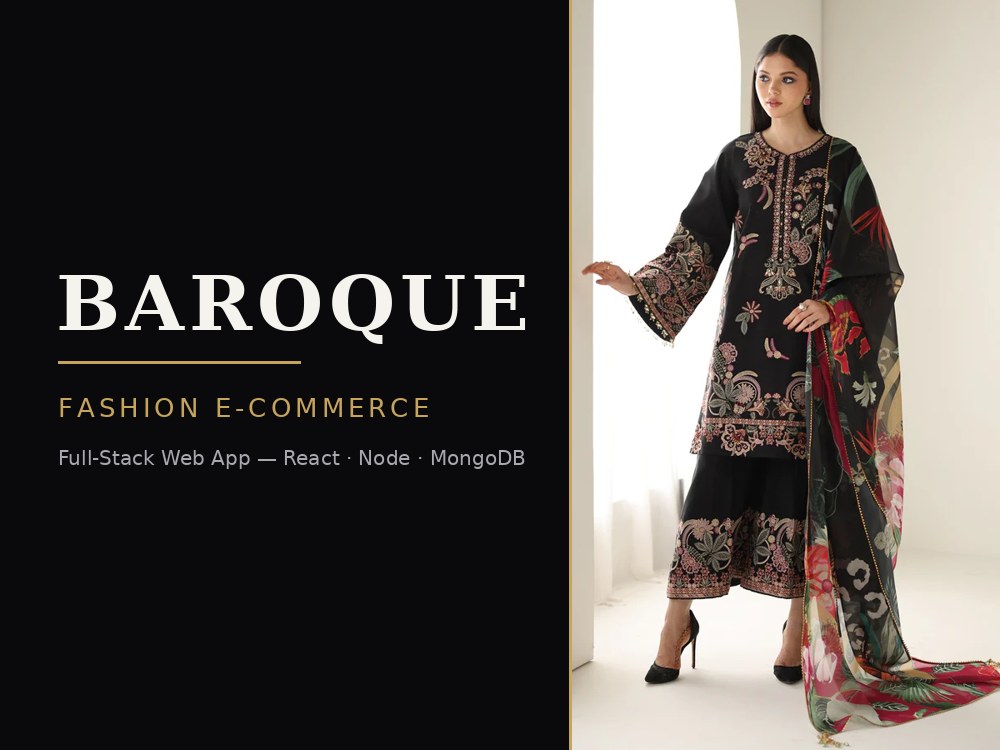 BAROQUE
FASHION E-COMMERCE
Full-Stack Web App — React · Node · MongoDB